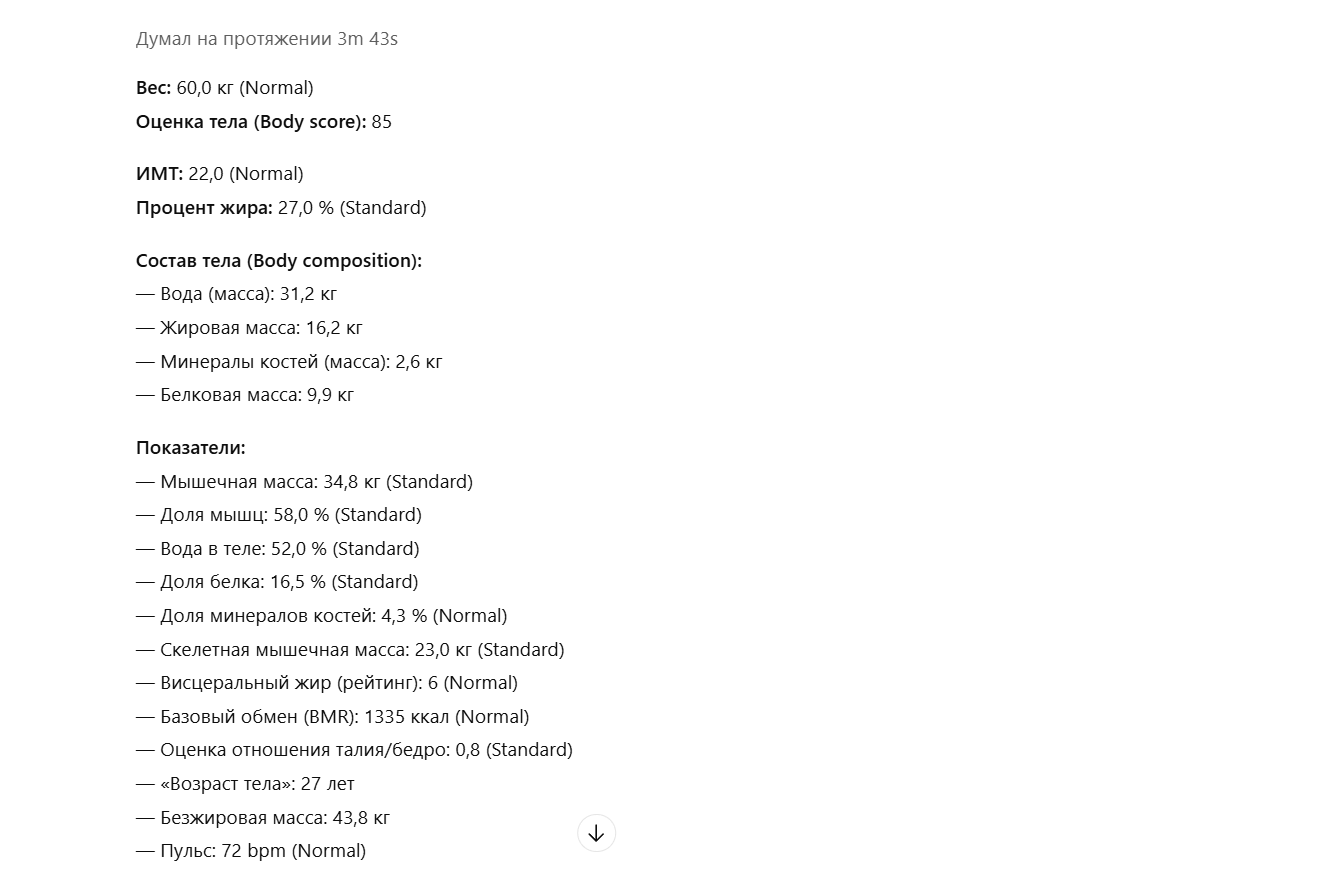 Думал на протяжении 3m 43s
Вес: 60,0 кг (Normal)
Оценка тела (Body score): 85
ИМТ: 22,0 (Normal)
Процент жира: 27,0 % (Standard)
Состав тела (Body composition):
— Вода (масса): 31,2 кг
— Жировая масса: 16,2 кг
— Минералы костей (масса): 2,6 кг
— Белковая масса: 9,9 кг
Показатели:
— Мышечная масса: 34,8 кг (Standard)
— Доля мышц: 58,0 % (Standard)
— Вода в теле: 52,0 % (Standard)
— Доля белка: 16,5 % (Standard)
— Доля минералов костей: 4,3 % (Normal)
— Скелетная мышечная масса: 23,0 кг (Standard)
— Висцеральный жир (рейтинг): 6 (Normal)
— Базовый обмен (BMR): 1335 ккал (Normal)
— Оценка отношения талия/бедро: 0,8 (Standard)
— «Возраст тела»: 27 лет
— Безжировая масса: 43,8 кг
— Пульс: 72 bpm (Normal)